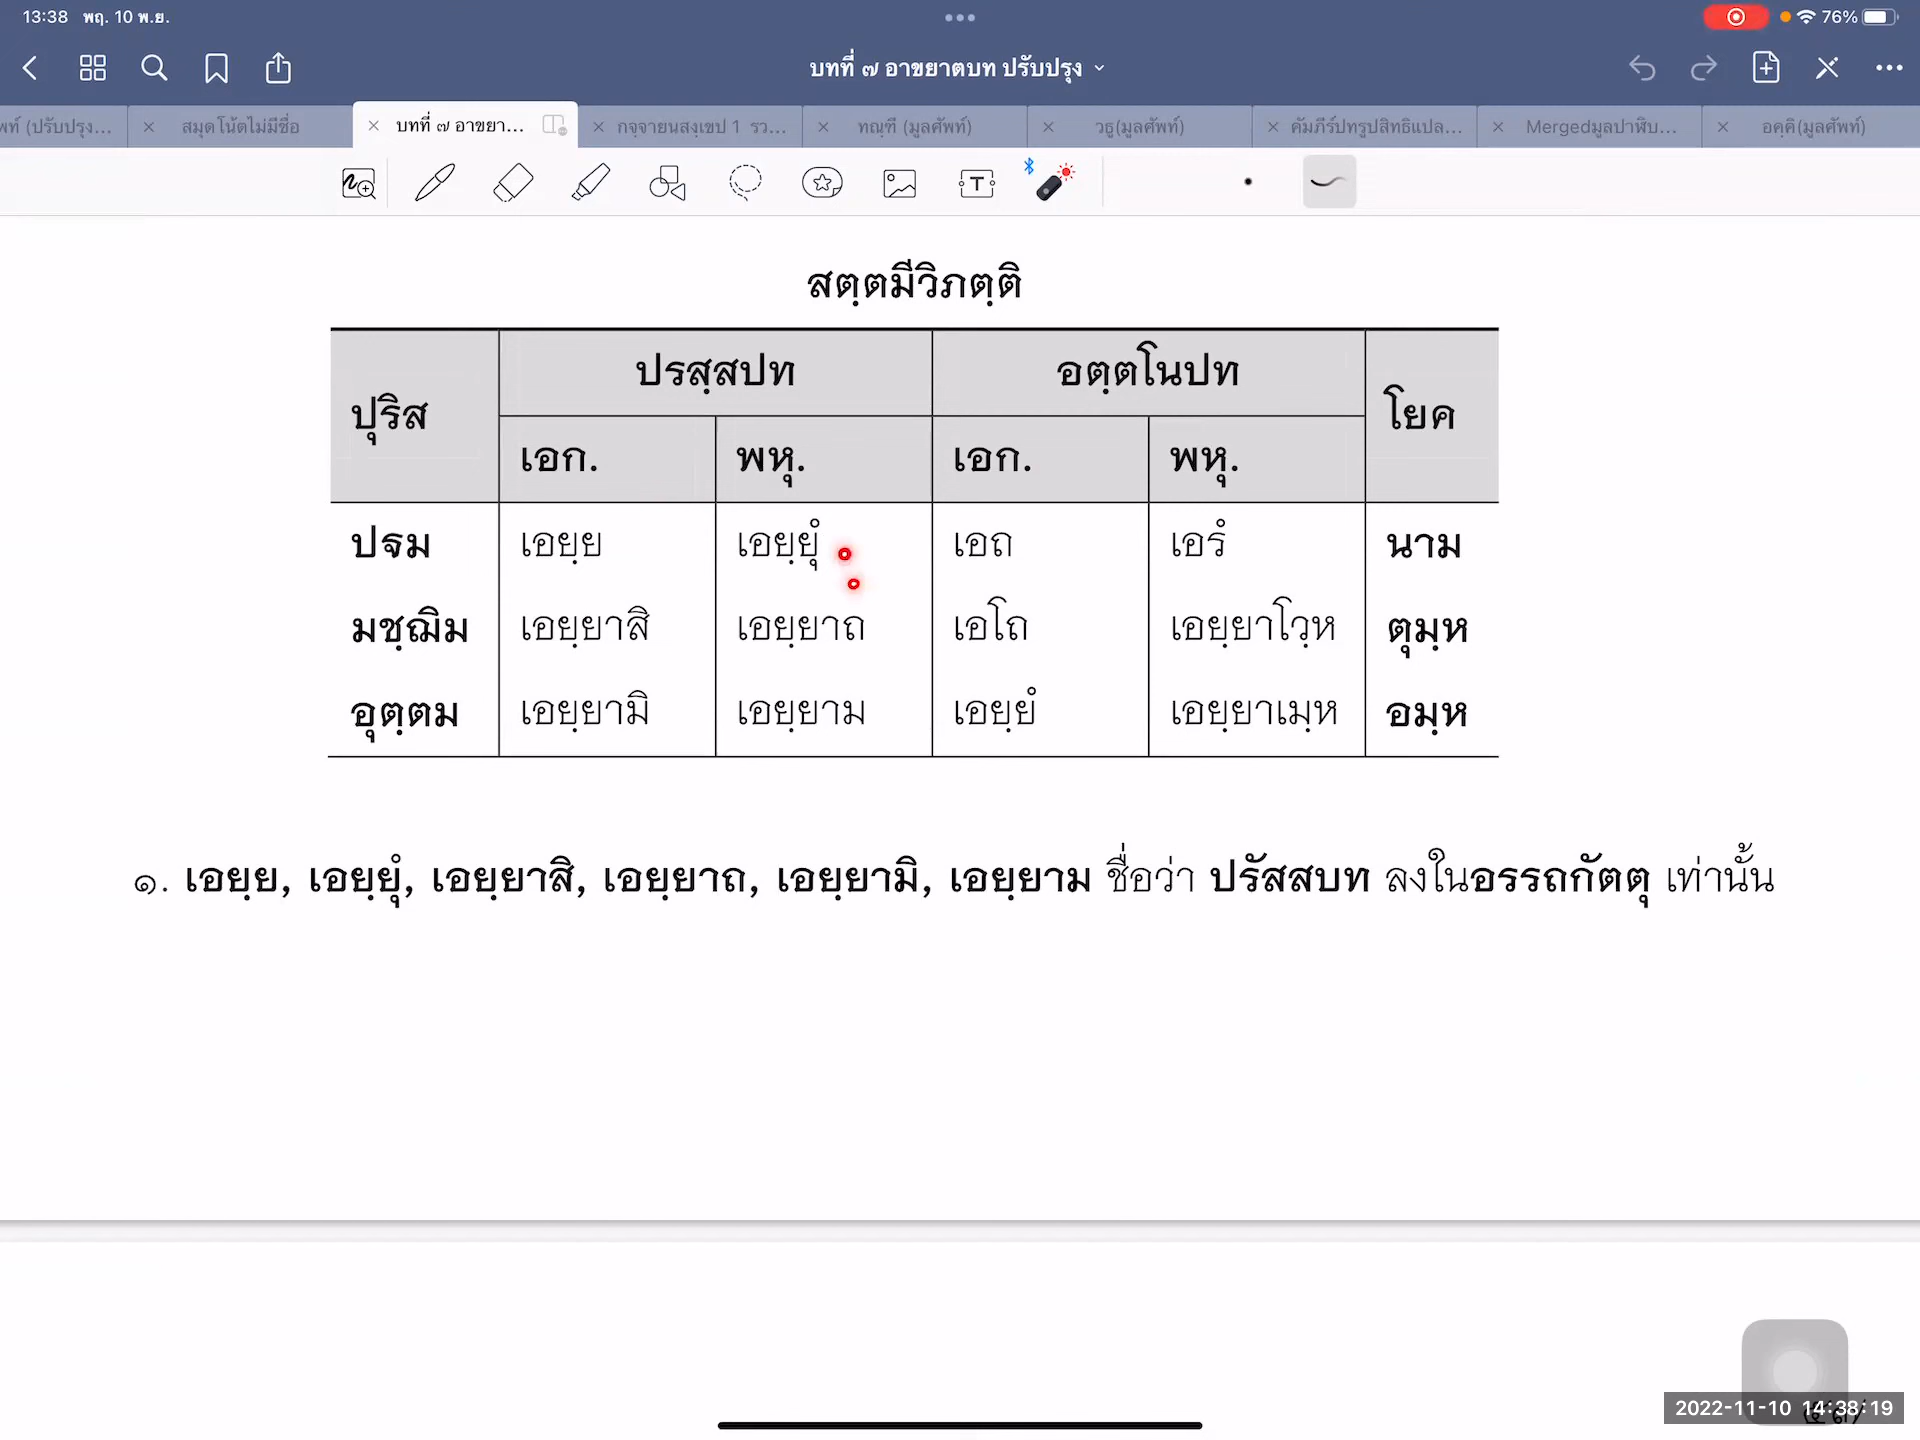 13:38 พฤ. 10 พ.ย.
76%
บทที่ ๗ อาขยาตบท ปรับปรุง
พท์ (ปรับปรุง... × สมุดโน้ตไม่มีชื่อ × บทที่ ๗ อาขยา... × กจฺจายนสงฺเขป 1 รว... × ทณฺฑี (มูลศัพท์) × วธู(มูลศัพท์) × คัมภีร์ปทรูปสิทธิแปล... × Mergedมูลปาฬิบ... × อคฺคิ(มูลศัพท์)
สตฺตมีวิภตฺติ
ปุริส ปรสฺสปท อตฺตโนปท โยค
เอก. พหุ. เอก. พหุ.
ปฐม เอยฺย เอยฺยุํ เอถ เอรํ นาม
มชฺฌิม เอยฺยาสิ เอยฺยาถ เอโถ เอยฺยาโวฺห ตุมฺห
อุตฺตม เอยฺยามิ เอยฺยาม เอยฺยํ เอยฺยาเมฺห อมฺห
๑. เอยฺย, เอยฺยุํ, เอยฺยาสิ, เอยฺยาถ, เอยฺยามิ, เอยฺยาม ชื่อว่า ปรัสสบท ลงในอรรถกัตตุ เท่านั้น
2022-11-10 14:38:19